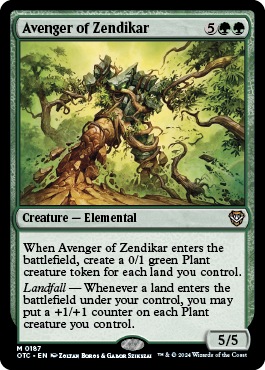 Avenger of Zendikar 5
Creature — Elemental
When Avenger of Zendikar enters the
battlefield, create a 0/1 green Plant
creature token for each land you control.
Landfall — Whenever a land enters the
battlefield under your control, you may
put a +1/+1 counter on each Plant
creature you control.
5/5
M 0187
OTC • EN Zoltan Boros & Gabor Szikszai
™ & © 2024 Wizards of the Coast